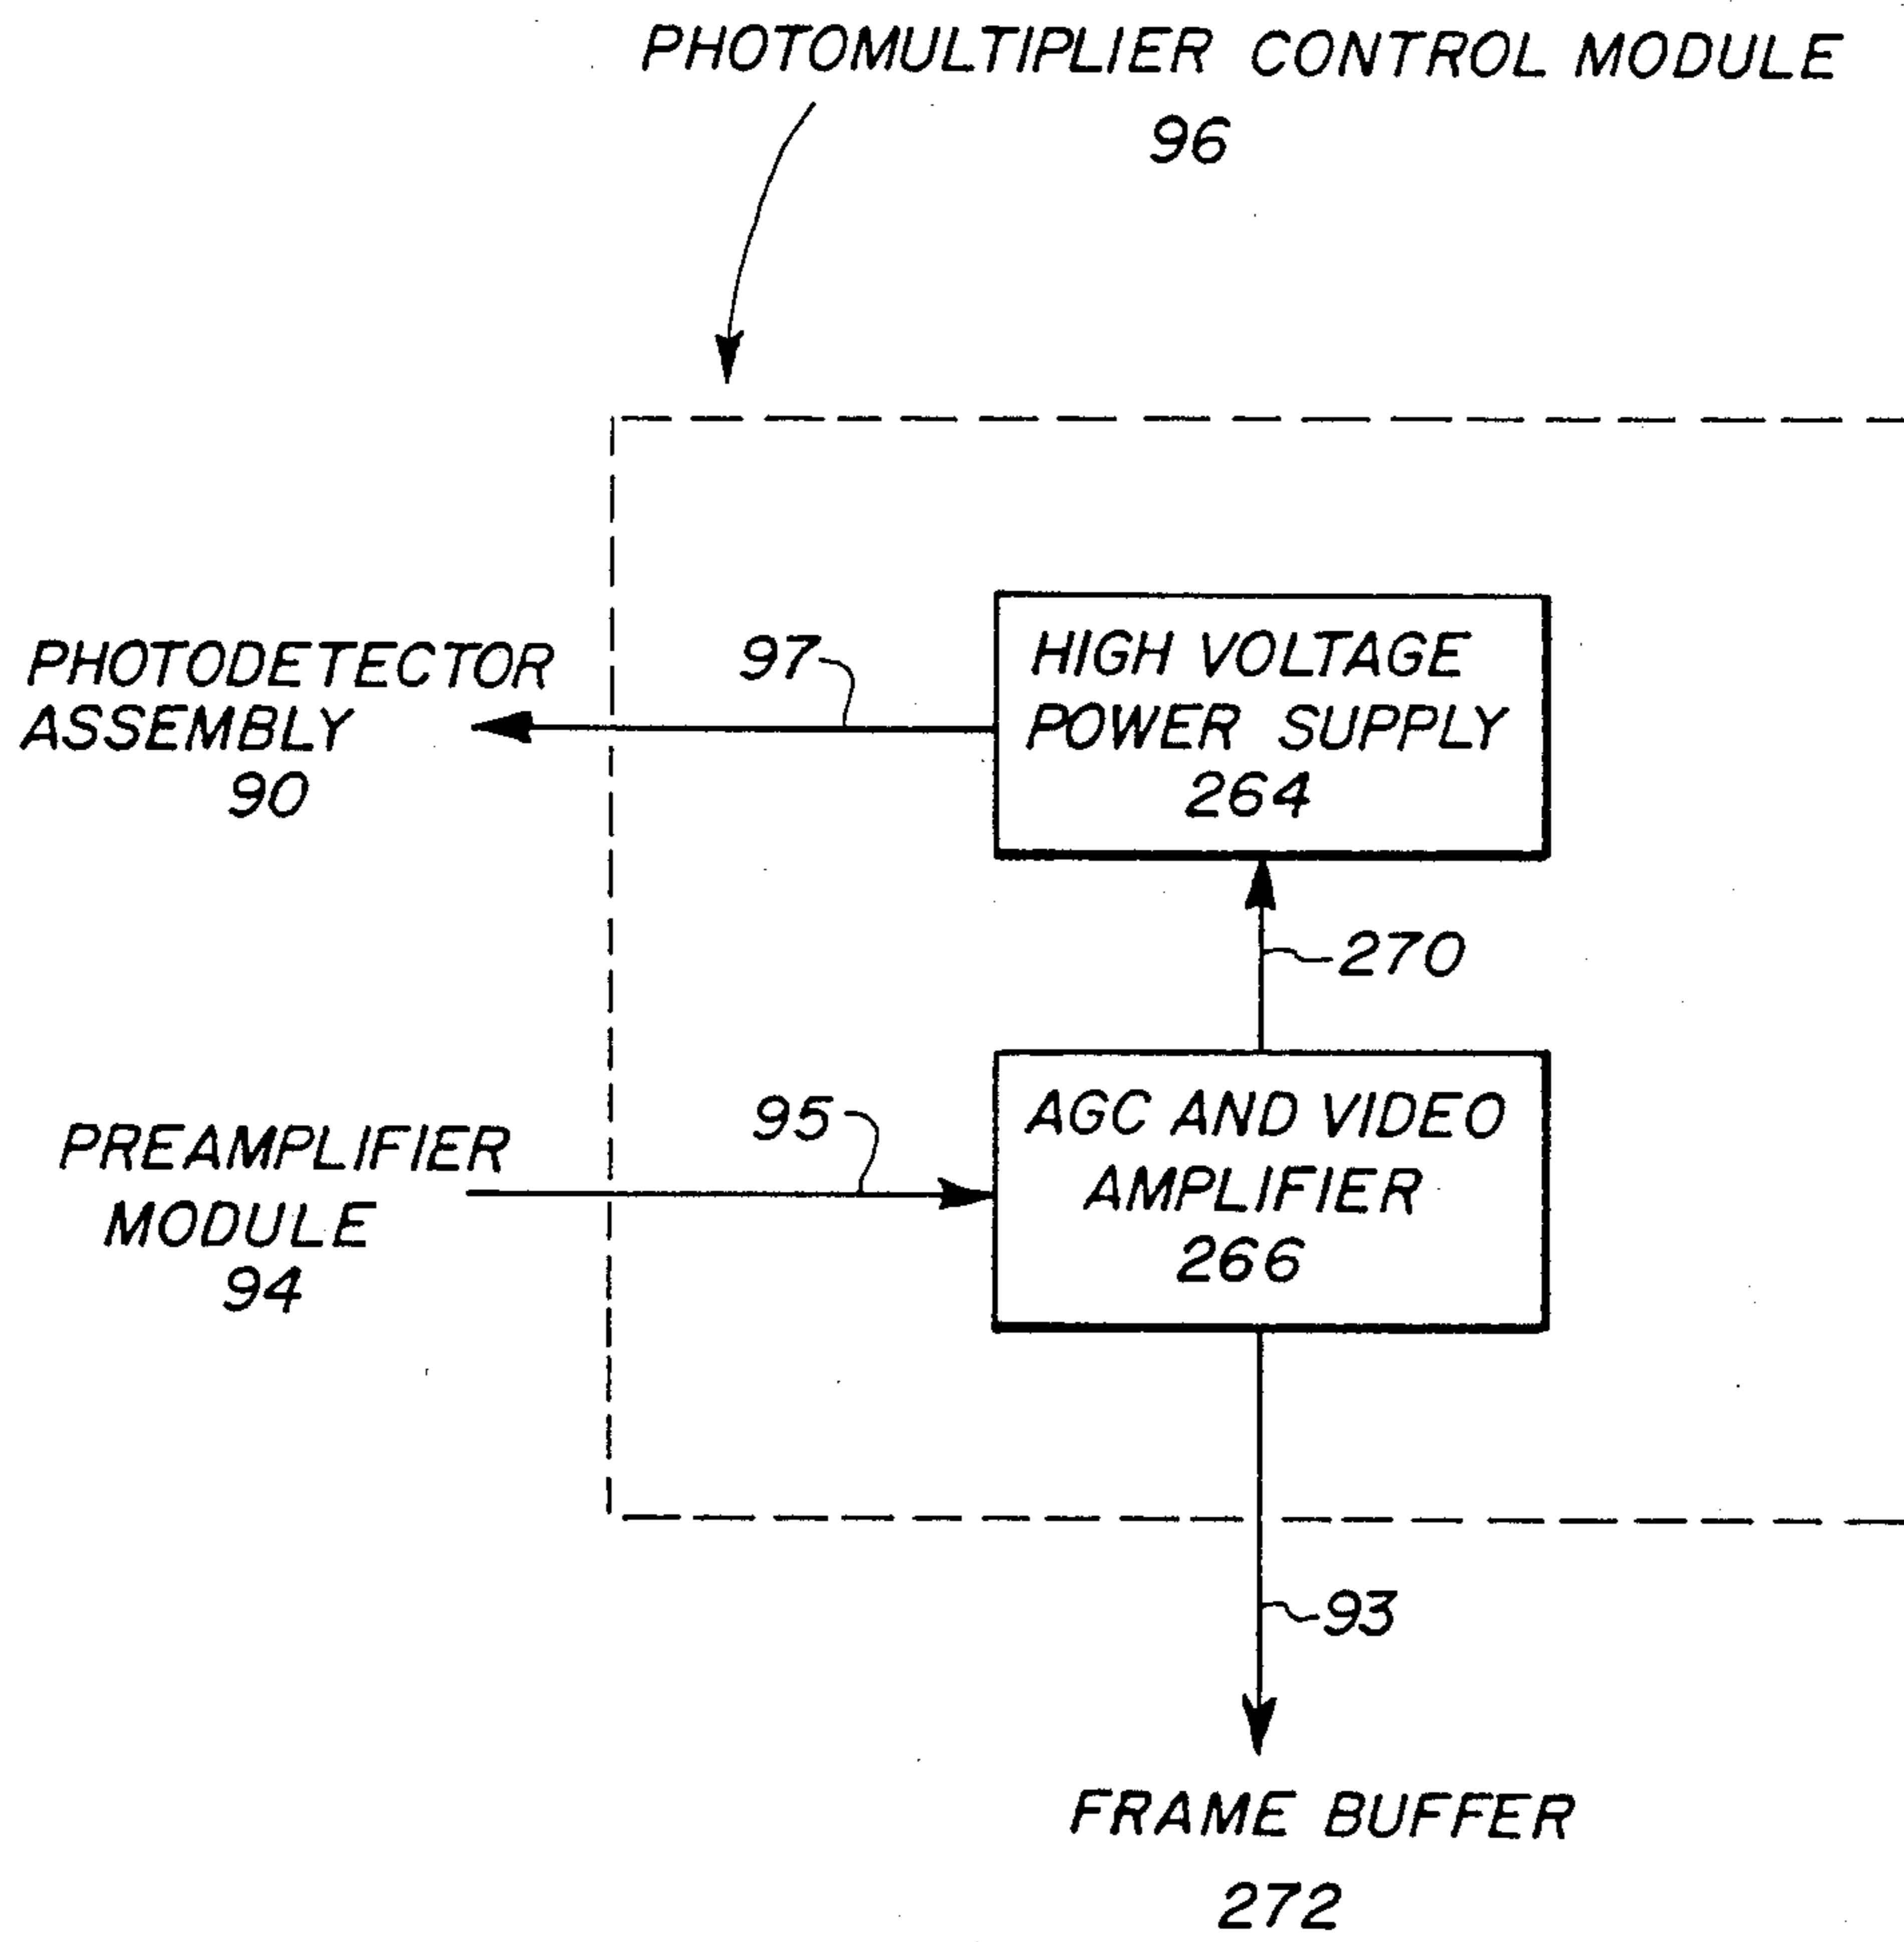 PHOTOMULTIPLIER CONTROL MODULE
96
PHOTODETECTOR
ASSEMBLY
90
97
HIGH VOLTAGE
POWER SUPPLY
264
270
PREAMPLIFIER
MODULE
94
95
AGC AND VIDEO
AMPLIFIER
266
93
FRAME BUFFER
272